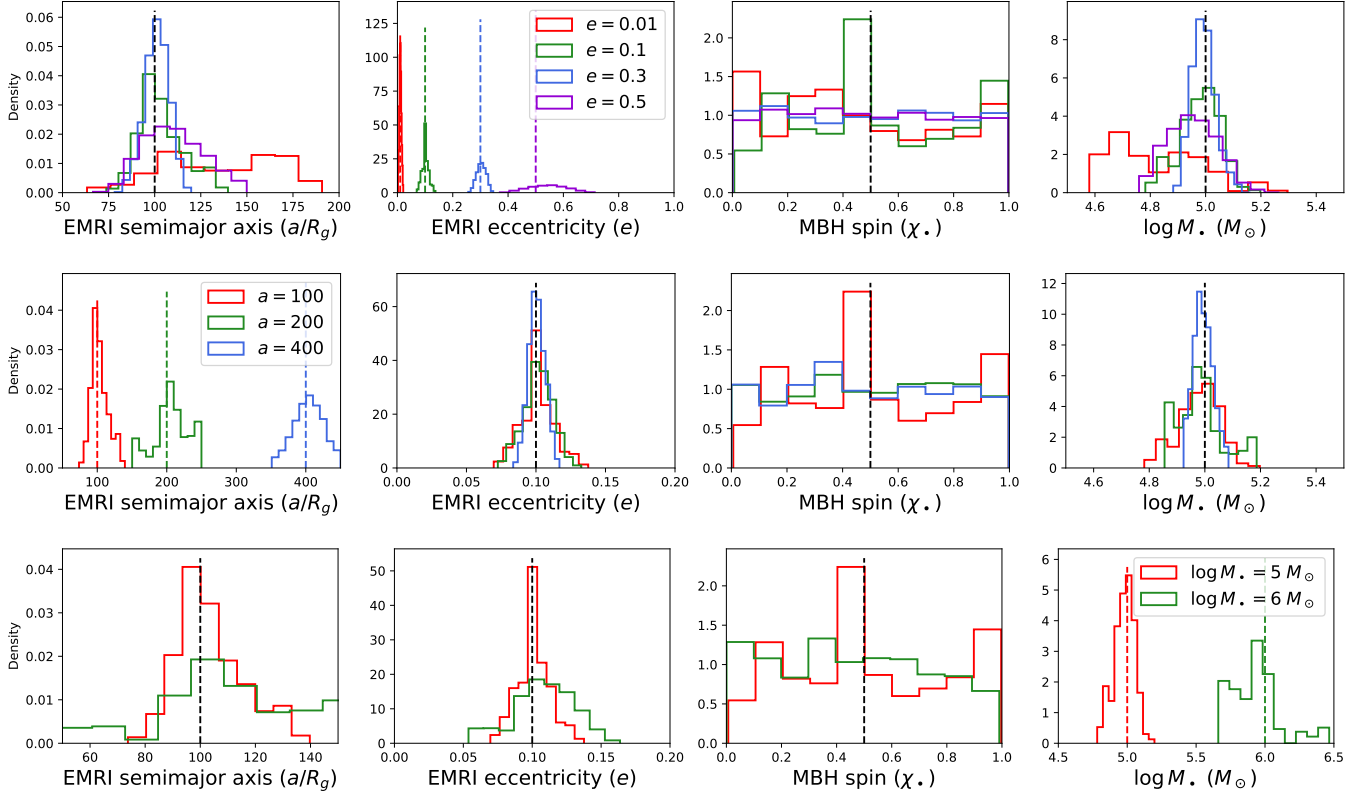 0.06
0.05
0.04
0.03
0.02
0.01
0.00
Density
50 75 100 125 150 175 200
EMRI semimajor axis (a/R_g)
125
100
75
50
25
0
e = 0.01
e = 0.1
e = 0.3
e = 0.5
0.0 0.2 0.4 0.6 0.8 1.0
EMRI eccentricity (e)
2.0
1.5
1.0
0.5
0.0
0.0 0.2 0.4 0.6 0.8 1.0
MBH spin (χ•)
8
6
4
2
0
4.6 4.8 5.0 5.2 5.4
log M• (M⊙)
0.04
0.03
0.02
0.01
0.00
Density
a = 100
a = 200
a = 400
100 200 300 400
EMRI semimajor axis (a/R_g)
60
40
20
0
0.00 0.05 0.10 0.15 0.20
EMRI eccentricity (e)
2.0
1.5
1.0
0.5
0.0
0.0 0.2 0.4 0.6 0.8 1.0
MBH spin (χ•)
12
10
8
6
4
2
0
4.6 4.8 5.0 5.2 5.4
log M• (M⊙)
0.04
0.03
0.02
0.01
0.00
Density
60 80 100 120 140
EMRI semimajor axis (a/R_g)
50
40
30
20
10
0
0.00 0.05 0.10 0.15 0.20
EMRI eccentricity (e)
2.0
1.5
1.0
0.5
0.0
0.0 0.2 0.4 0.6 0.8 1.0
MBH spin (χ•)
6
5
4
3
2
1
0
log M• = 5 M⊙
log M• = 6 M⊙
4.5 5.0 5.5 6.0 6.5
log M• (M⊙)